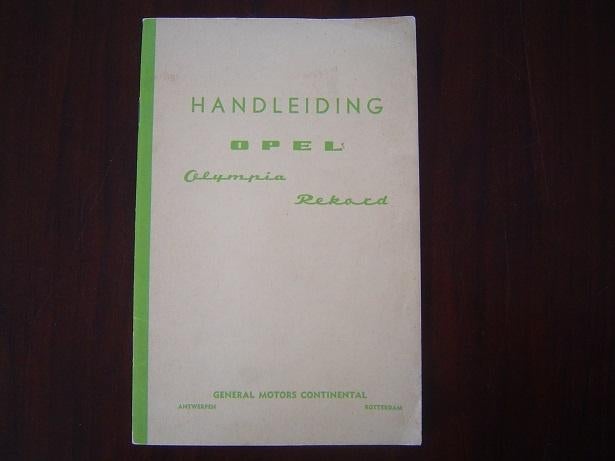 HANDLEIDING
OPEL
Olympia
Rekord
GENERAL MOTORS CONTINENTAL
ANTWERPEN ROTTERDAM